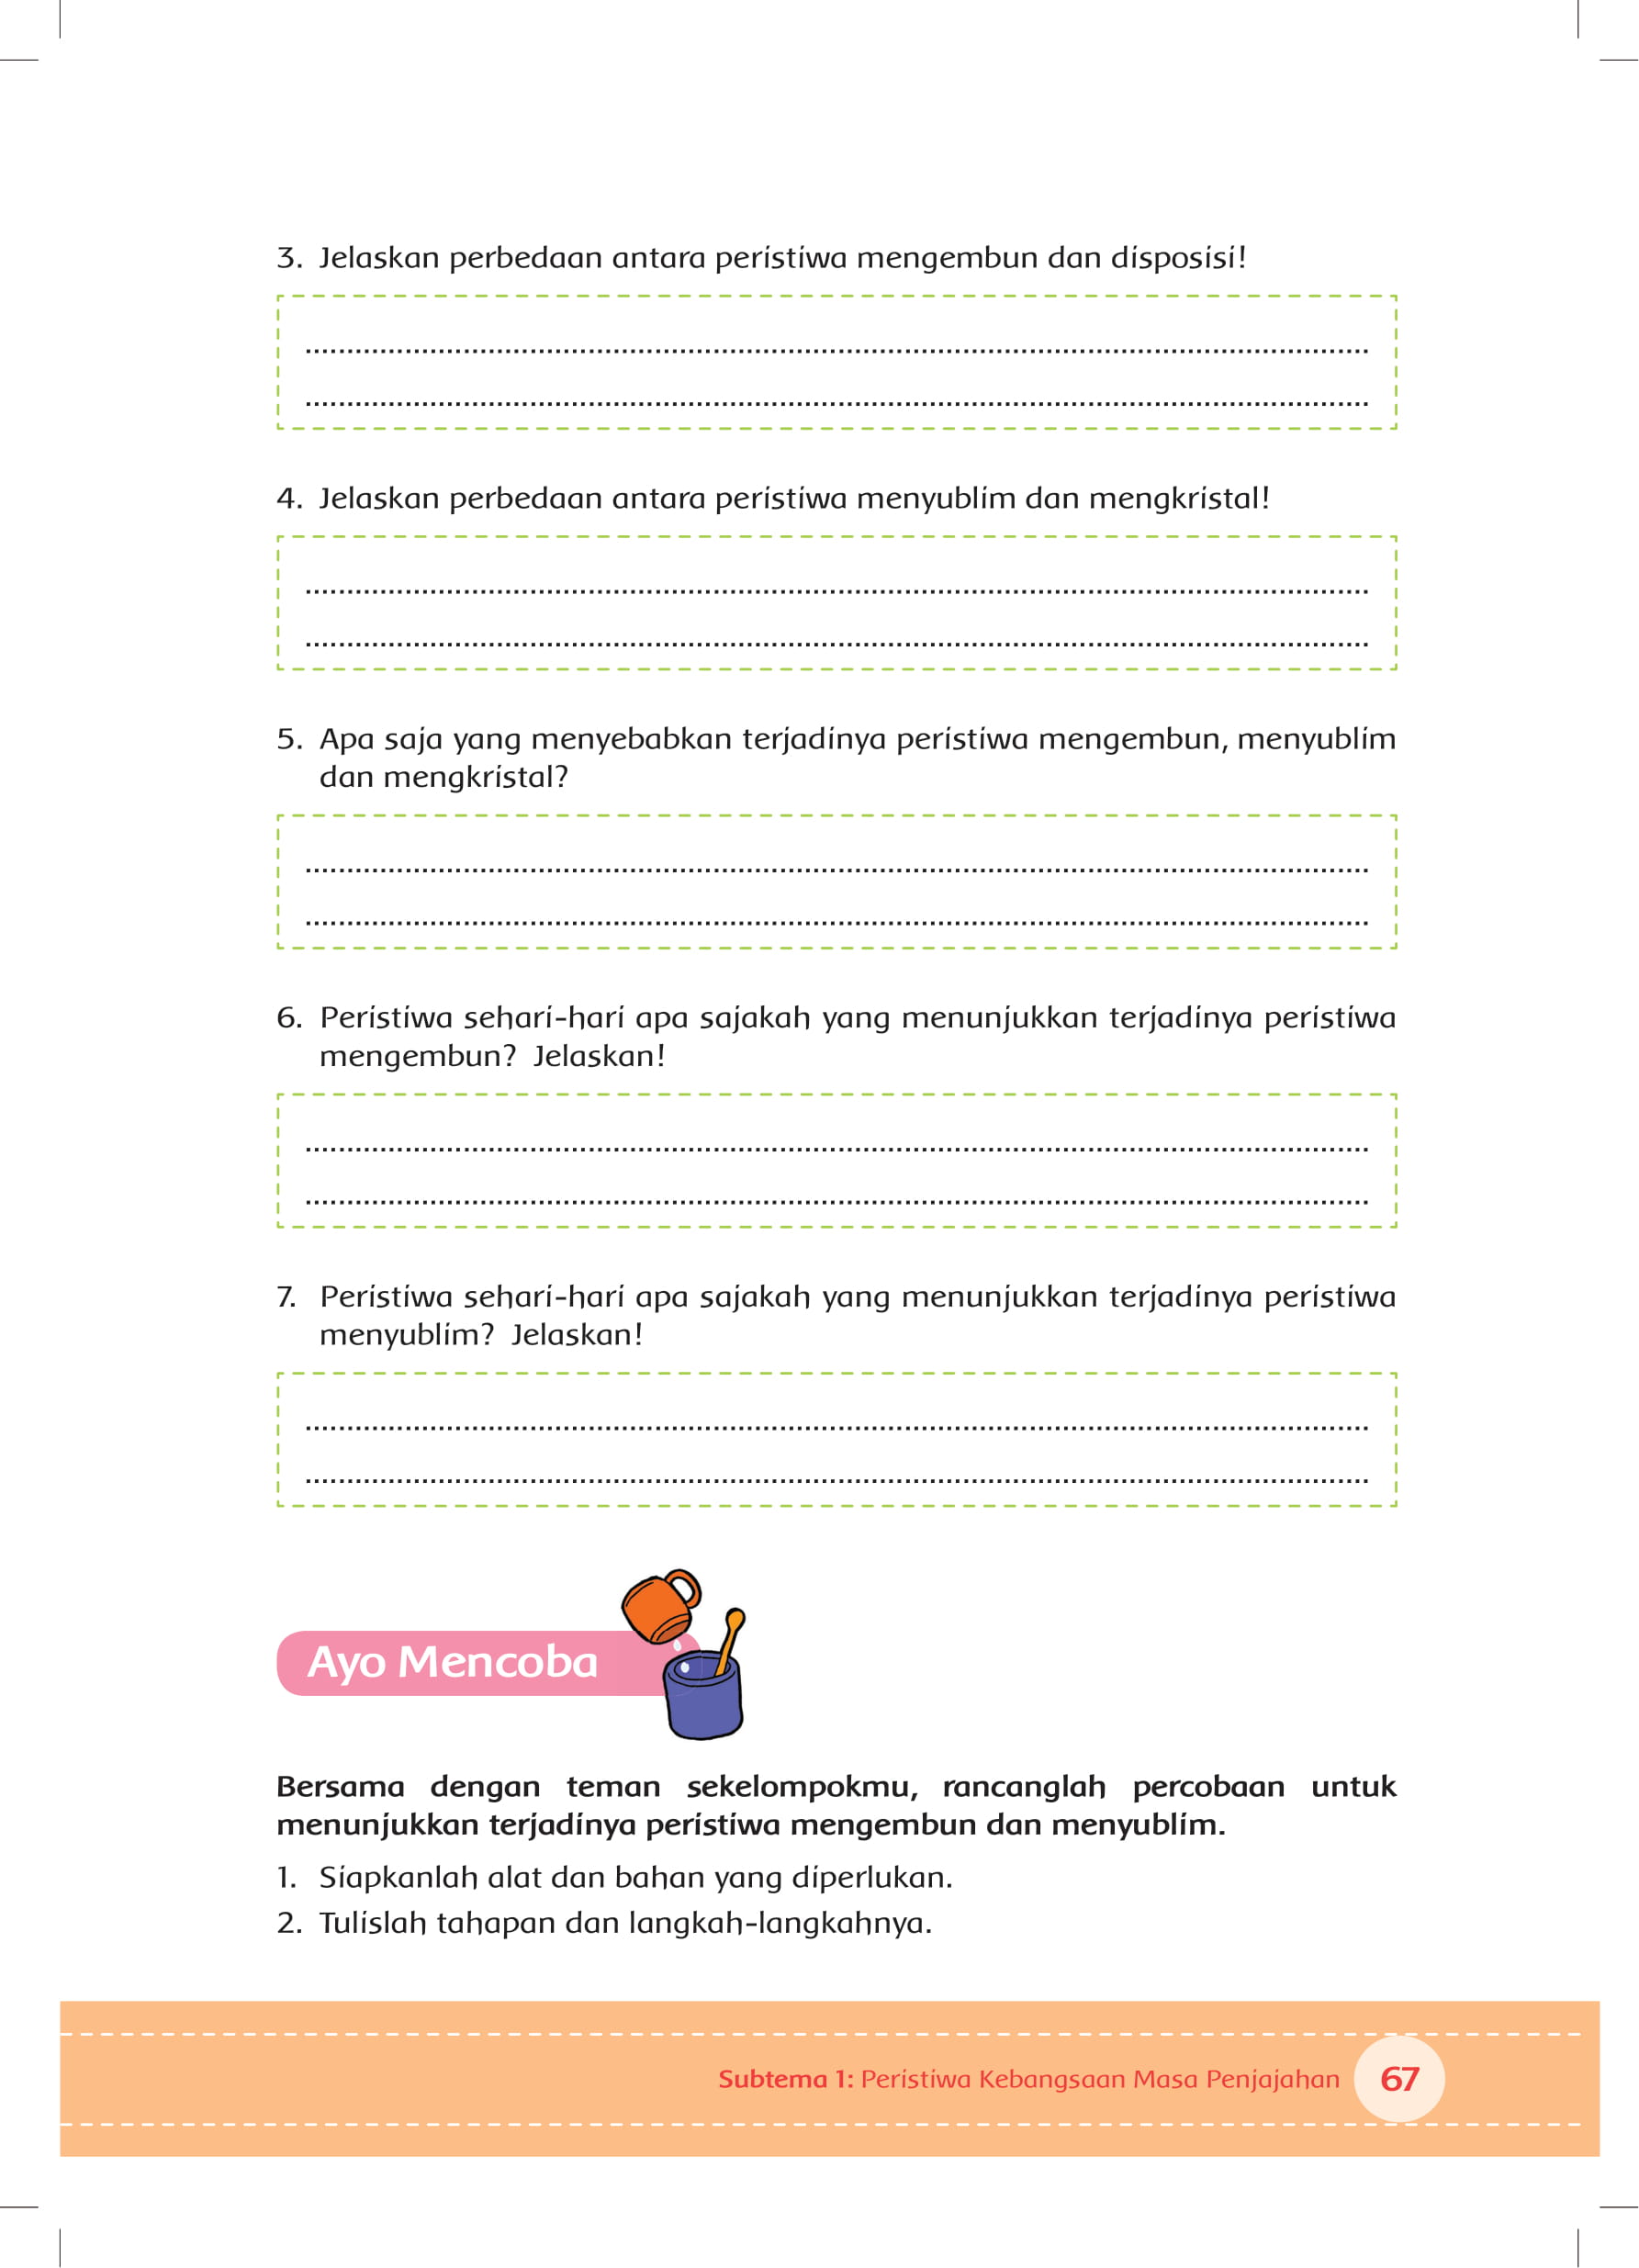 3. Jelaskan perbedaan antara peristiwa mengembun dan disposisi!
....................................................................................................
....................................................................................................
4. Jelaskan perbedaan antara peristiwa menyublim dan mengkristal!
....................................................................................................
....................................................................................................
5. Apa saja yang menyebabkan terjadinya peristiwa mengembun, menyublim
dan mengkristal?
....................................................................................................
....................................................................................................
6. Peristiwa sehari-hari apa sajakah yang menunjukkan terjadinya peristiwa
mengembun? Jelaskan!
....................................................................................................
....................................................................................................
7. Peristiwa sehari-hari apa sajakah yang menunjukkan terjadinya peristiwa
menyublim? Jelaskan!
....................................................................................................
....................................................................................................
Ayo Mencoba
Bersama dengan teman sekelompokmu, rancanglah percobaan untuk
menunjukkan terjadinya peristiwa mengembun dan menyublim.
1. Siapkanlah alat dan bahan yang diperlukan.
2. Tulislah tahapan dan langkah-langkahnya.
Subtema 1: Peristiwa Kebangsaan Masa Penjajahan 67